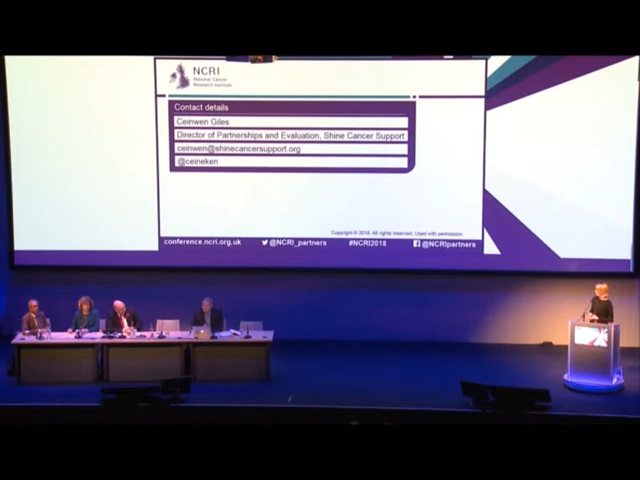 NCRI
National Cancer
Research Institute
Contact details
Ceinwen Giles
Director of Partnerships and Evaluation, Shine Cancer Support
ceinwen@shinecancersupport.org
@ceineken
Copyright © 2018. All rights reserved. Used with permission.
conference.ncri.org.uk @NCRI_partners #NCRI2018 @NCRIpartners